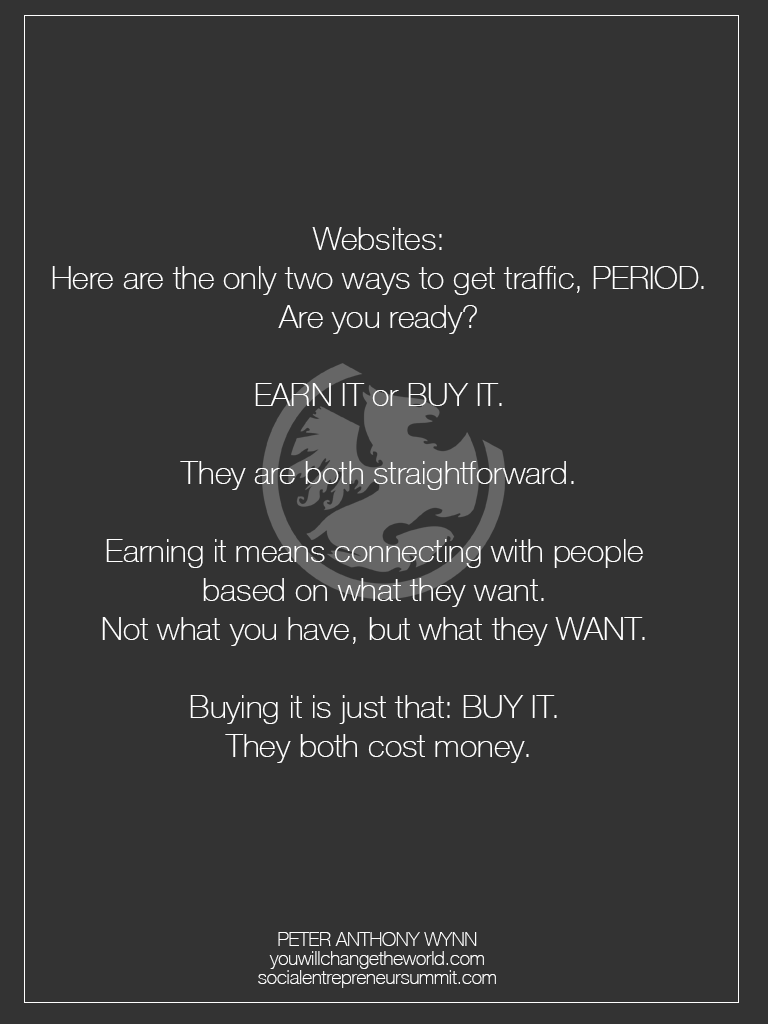 Websites:
Here are the only two ways to get traffic, PERIOD.
Are you ready?
EARN IT or BUY IT.
They are both straightforward.
Earning it means connecting with people
based on what they want.
Not what you have, but what they WANT.
Buying it is just that: BUY IT.
They both cost money.
PETER ANTHONY WYNN
youwillchangetheworld.com
socialentrepreneursummit.com